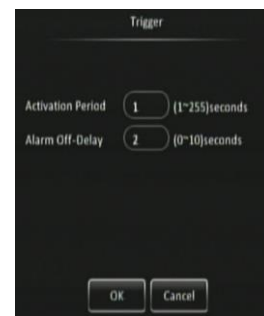 Trigger
Activation Period 1 (1~255)seconds
Alarm Off-Delay 2 (0~10)seconds
OK Cancel